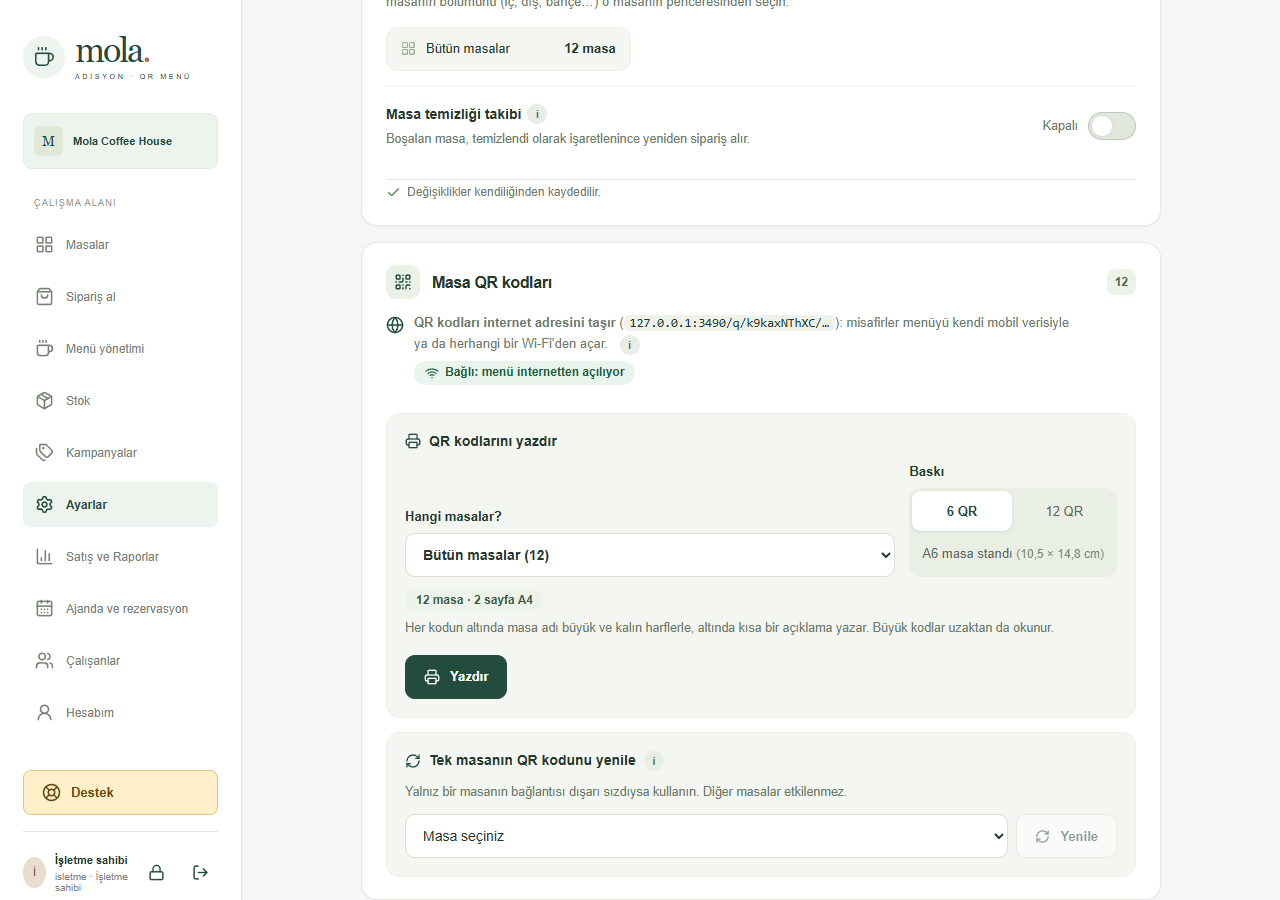 mola.
ADİSYON · QR MENÜ
M
Mola Coffee House
ÇALIŞMA ALANI
Masalar
Sipariş al
Menü yönetimi
Stok
Kampanyalar
Ayarlar
Satış ve Raporlar
Ajanda ve rezervasyon
Çalışanlar
Hesabım
Destek
İ
İşletme sahibi
isletme · İşletme
sahibi
masanın bölümünü (iç, dış, bahçe…) o masanın penceresinden seçin.
Bütün masalar 12 masa
Masa temizliği takibi i
Boşalan masa, temizlendi olarak işaretlenince yeniden sipariş alır.
Kapalı
Değişiklikler kendiliğinden kaydedilir.
Masa QR kodları
12
QR kodları internet adresini taşır (127.0.0.1:3490/q/k9kaxNThXC/…): misafirler menüyü kendi mobil verisiyle
ya da herhangi bir Wi-Fi'den açar. i
Bağlı: menü internetten açılıyor
QR kodlarını yazdır
Hangi masalar?
Bütün masalar (12)
Baskı
6 QR 12 QR
A6 masa standı (10,5 × 14,8 cm)
12 masa · 2 sayfa A4
Her kodun altında masa adı büyük ve kalın harflerle, altında kısa bir açıklama yazar. Büyük kodlar uzaktan da okunur.
Yazdır
Tek masanın QR kodunu yenile i
Yalnız bir masanın bağlantısı dışarı sızdıysa kullanın. Diğer masalar etkilenmez.
Masa seçiniz
Yenile